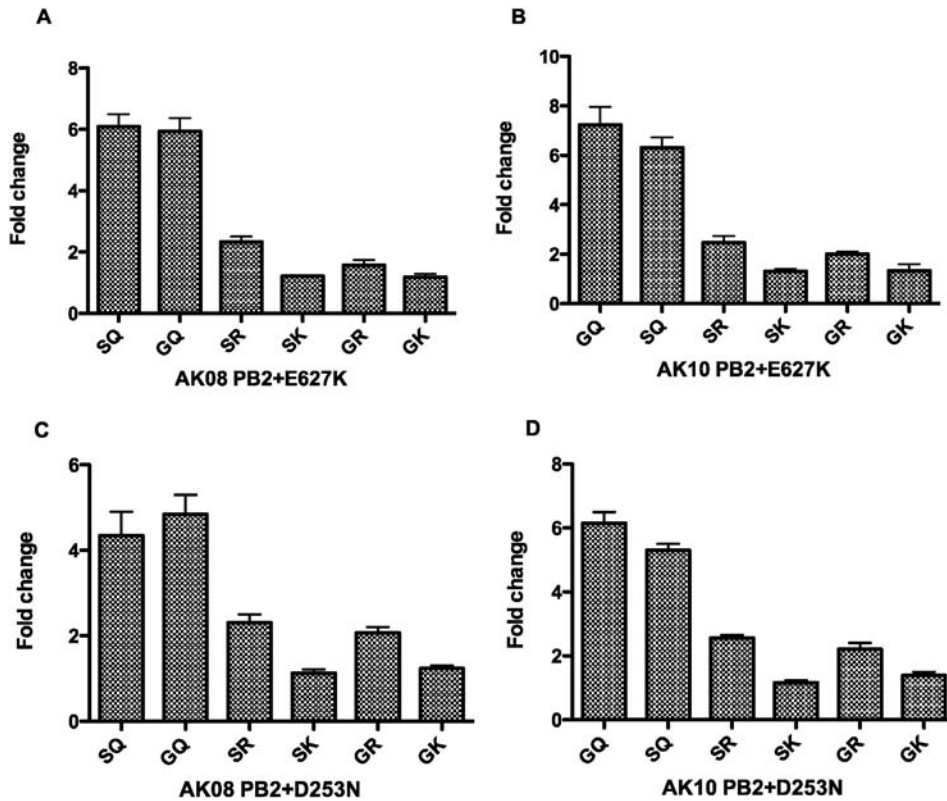 A
Fold change
8
6
4
2
0
SQ GQ SR SK GR GK
AK08 PB2+E627K
B
Fold change
10
8
6
4
2
0
GQ SQ SR SK GR GK
AK10 PB2+E627K
C
Fold change
6
4
2
0
SQ GQ SR SK GR GK
AK08 PB2+D253N
D
Fold change
8
6
4
2
0
GQ SQ SR SK GR GK
AK10 PB2+D253N